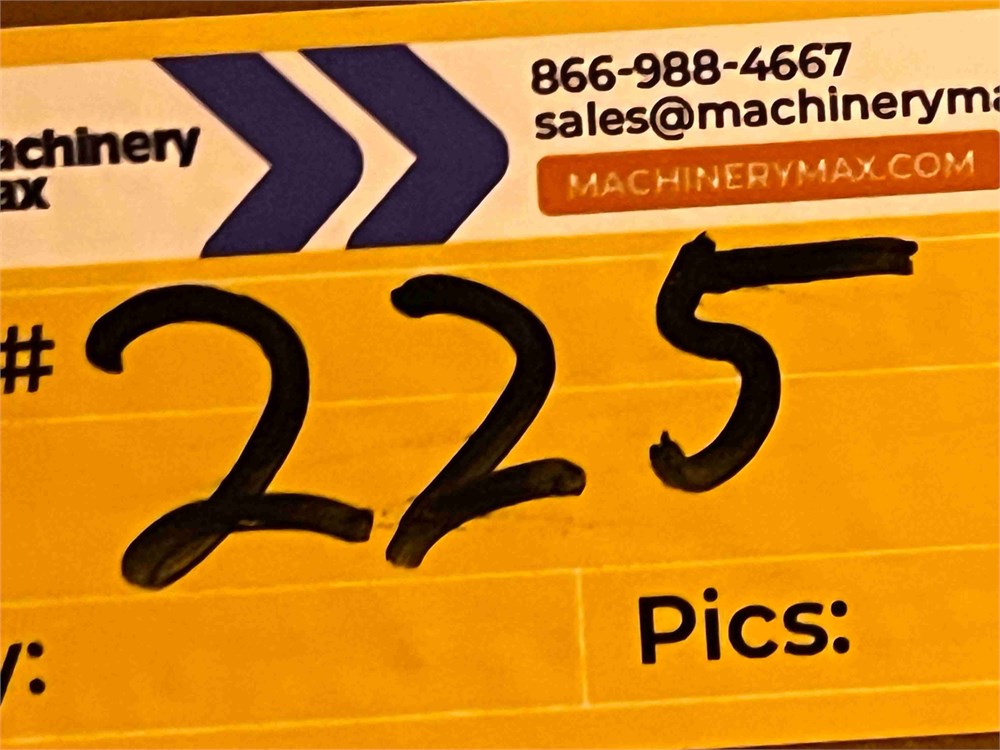 achinery
ax
866-988-4667
sales@machineryma
MACHINERYMAX.COM
# 225
y:
Pics: